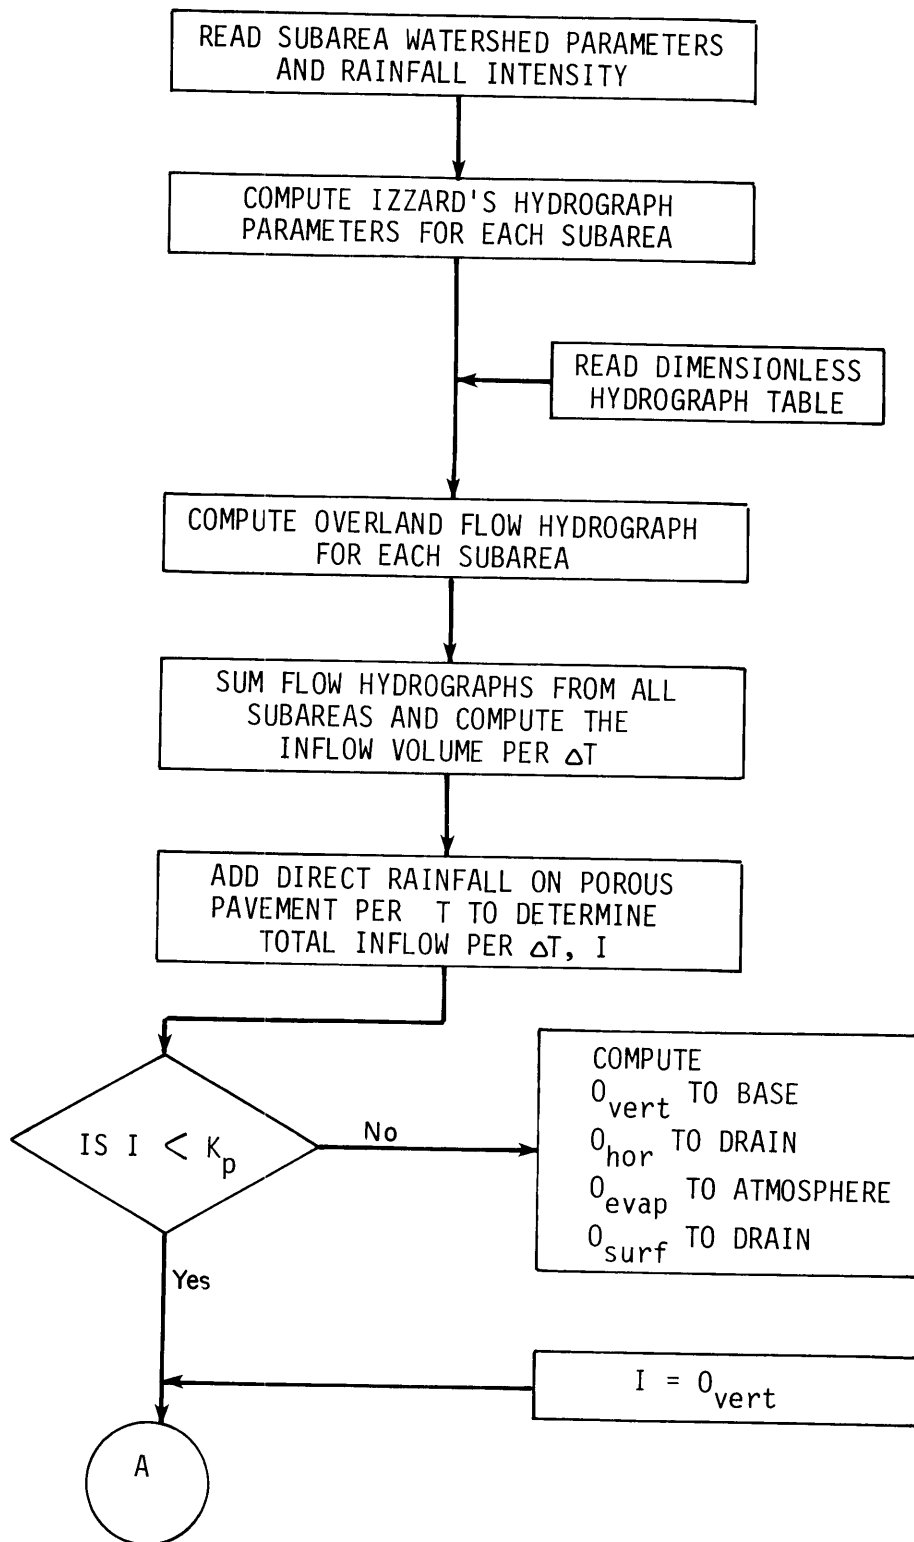 READ SUBAREA WATERSHED PARAMETERS
AND RAINFALL INTENSITY
COMPUTE IZZARD'S HYDROGRAPH
PARAMETERS FOR EACH SUBAREA
READ DIMENSIONLESS
HYDROGRAPH TABLE
COMPUTE OVERLAND FLOW HYDROGRAPH
FOR EACH SUBAREA
SUM FLOW HYDROGRAPHS FROM ALL
SUBAREAS AND COMPUTE THE
INFLOW VOLUME PER ΔT
ADD DIRECT RAINFALL ON POROUS
PAVEMENT PER T TO DETERMINE
TOTAL INFLOW PER ΔT, I
IS I < Kp
No
COMPUTE
Overt TO BASE
Ohor TO DRAIN
Oevap TO ATMOSPHERE
Osurf TO DRAIN
Yes
I = Overt
A